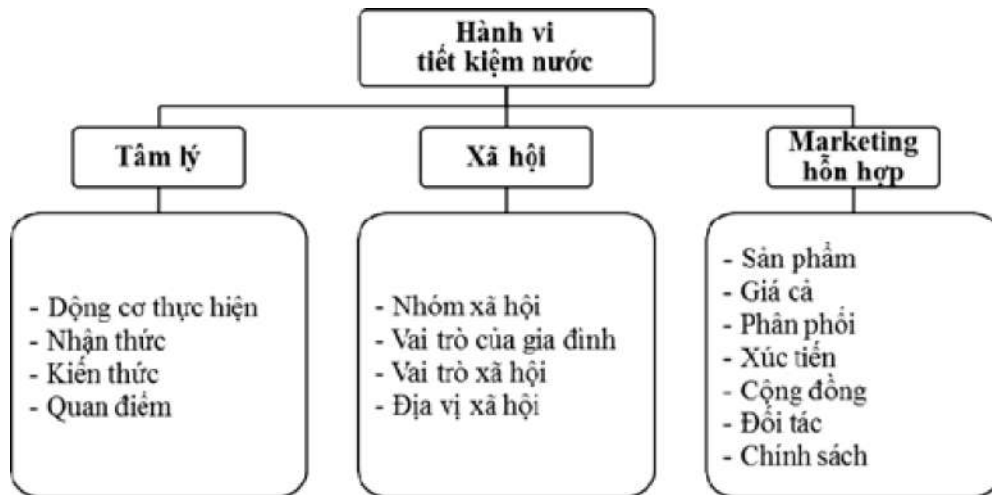 Hành vi
tiết kiệm nước
Tâm lý
Xã hội
Marketing
hỗn hợp
- Dộng cơ thực hiện
- Nhận thức
- Kiến thức
- Quan điểm
- Nhóm xã hội
- Vai trò của gia đình
- Vai trò xã hội
- Địa vị xã hội
- Sản phẩm
- Giá cả
- Phân phối
- Xúc tiến
- Cộng đồng
- Đối tác
- Chính sách